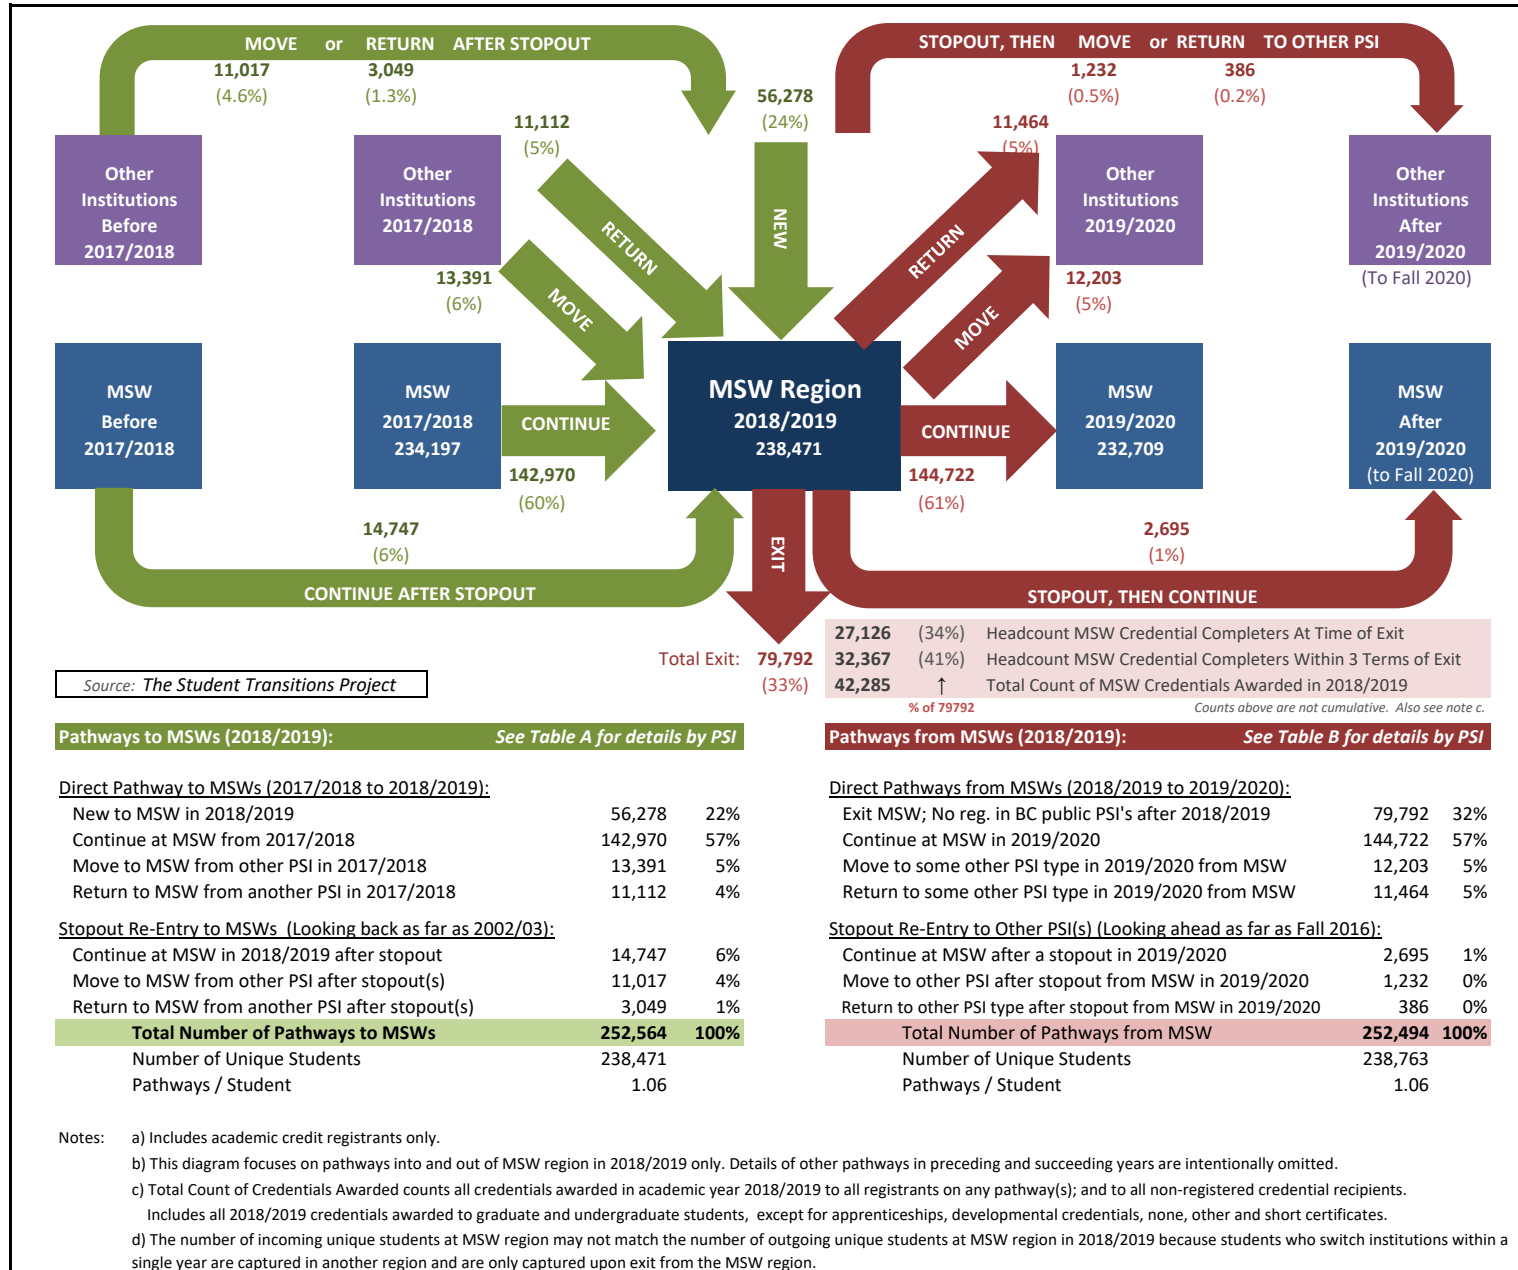 MOVE or RETURN AFTER STOPOUT
11,017 3,049
(4.6%) (1.3%)
STOPOUT, THEN MOVE or RETURN TO OTHER PSI
1,232 386
(0.5%) (0.2%)
56,278
(24%)
11,112
(5%)
11,464
(5%)
Other
Institutions
Before
2017/2018
Other
Institutions
2017/2018
RETURN
NEW
RETURN
Other
Institutions
2019/2020
Other
Institutions
After
2019/2020
(To Fall 2020)
13,391
(6%)
MOVE
MOVE
12,203
(5%)
MSW
Before
2017/2018
MSW
2017/2018
234,197
CONTINUE
142,970
(60%)
MSW Region
2018/2019
238,471
CONTINUE
144,722
(61%)
MSW
2019/2020
232,709
MSW
After
2019/2020
(to Fall 2020)
14,747
(6%)
CONTINUE AFTER STOPOUT
EXIT
2,695
(1%)
STOPOUT, THEN CONTINUE
Total Exit: 79,792
(33%)
27,126 (34%) Headcount MSW Credential Completers At Time of Exit
32,367 (41%) Headcount MSW Credential Completers Within 3 Terms of Exit
42,285 ↑ Total Count of MSW Credentials Awarded in 2018/2019
% of 79792 Counts above are not cumulative. Also see note c.
Source: The Student Transitions Project
Pathways to MSWs (2018/2019): See Table A for details by PSI
Direct Pathway to MSWs (2017/2018 to 2018/2019):
New to MSW in 2018/2019 56,278 22%
Continue at MSW from 2017/2018 142,970 57%
Move to MSW from other PSI in 2017/2018 13,391 5%
Return to MSW from another PSI in 2017/2018 11,112 4%
Stopout Re-Entry to MSWs (Looking back as far as 2002/03):
Continue at MSW in 2018/2019 after stopout 14,747 6%
Move to MSW from other PSI after stopout(s) 11,017 4%
Return to MSW from another PSI after stopout(s) 3,049 1%
Total Number of Pathways to MSWs 252,564 100%
Number of Unique Students 238,471
Pathways / Student 1.06
Pathways from MSWs (2018/2019): See Table B for details by PSI
Direct Pathways from MSWs (2018/2019 to 2019/2020):
Exit MSW; No reg. in BC public PSI's after 2018/2019 79,792 32%
Continue at MSW in 2019/2020 144,722 57%
Move to some other PSI type in 2019/2020 from MSW 12,203 5%
Return to some other PSI type in 2019/2020 from MSW 11,464 5%
Stopout Re-Entry to Other PSI(s) (Looking ahead as far as Fall 2016):
Continue at MSW after a stopout in 2019/2020 2,695 1%
Move to other PSI after stopout from MSW in 2019/2020 1,232 0%
Return to other PSI type after stopout from MSW in 2019/2020 386 0%
Total Number of Pathways from MSW 252,494 100%
Number of Unique Students 238,763
Pathways / Student 1.06
Notes: a) Includes academic credit registrants only.
b) This diagram focuses on pathways into and out of MSW region in 2018/2019 only. Details of other pathways in preceding and succeeding years are intentionally omitted.
c) Total Count of Credentials Awarded counts all credentials awarded in academic year 2018/2019 to all registrants on any pathway(s); and to all non-registered credential recipients.
Includes all 2018/2019 credentials awarded to graduate and undergraduate students, except for apprenticeships, developmental credentials, none, other and short certificates.
d) The number of incoming unique students at MSW region may not match the number of outgoing unique students at MSW region in 2018/2019 because students who switch institutions within a
single year are captured in another region and are only captured upon exit from the MSW region.